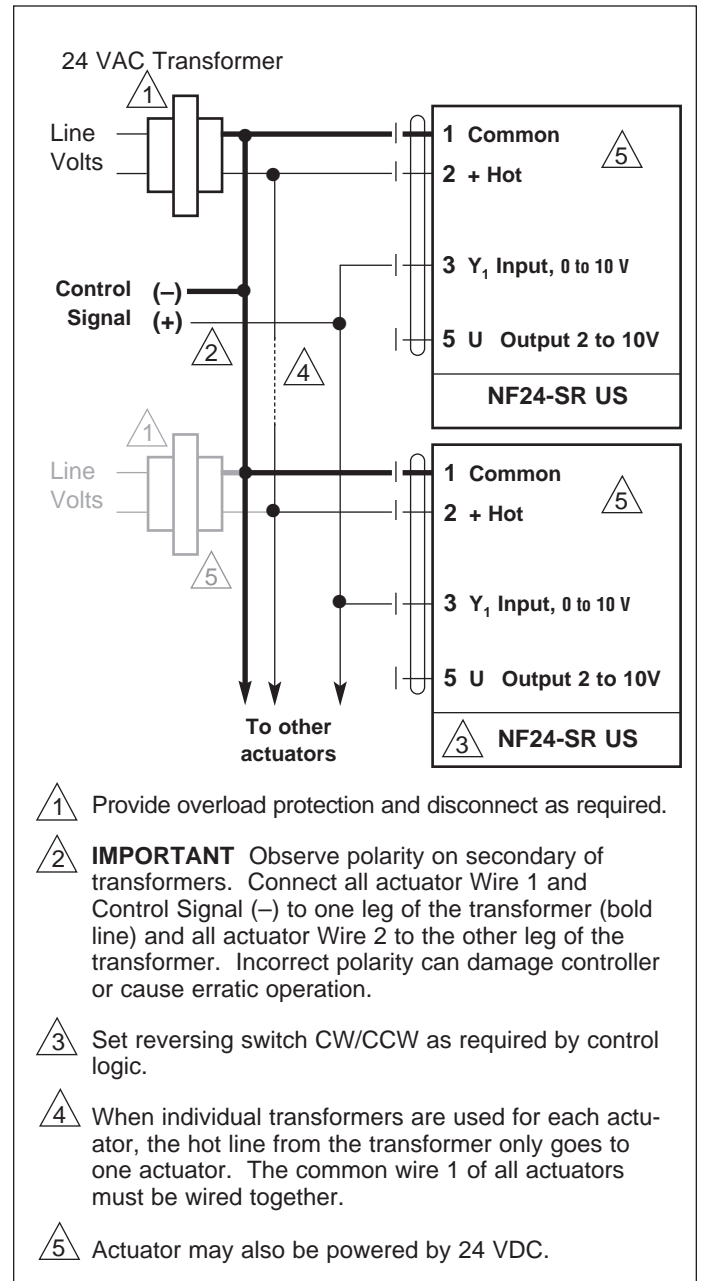 24 VAC Transformer
1
Line
Volts
1 Common
5
2 + Hot
3 Y₁ Input, 0 to 10 V
Control (–)
Signal (+)
2
4
5 U Output 2 to 10V
NF24-SR US
1
Line
Volts
5
1 Common
5
2 + Hot
3 Y₁ Input, 0 to 10 V
5 U Output 2 to 10V
To other
actuators
3 NF24-SR US
1 Provide overload protection and disconnect as required.
2 IMPORTANT Observe polarity on secondary of
transformers. Connect all actuator Wire 1 and
Control Signal (–) to one leg of the transformer (bold
line) and all actuator Wire 2 to the other leg of the
transformer. Incorrect polarity can damage controller
or cause erratic operation.
3 Set reversing switch CW/CCW as required by control
logic.
4 When individual transformers are used for each actu-
ator, the hot line from the transformer only goes to
one actuator. The common wire 1 of all actuators
must be wired together.
5 Actuator may also be powered by 24 VDC.